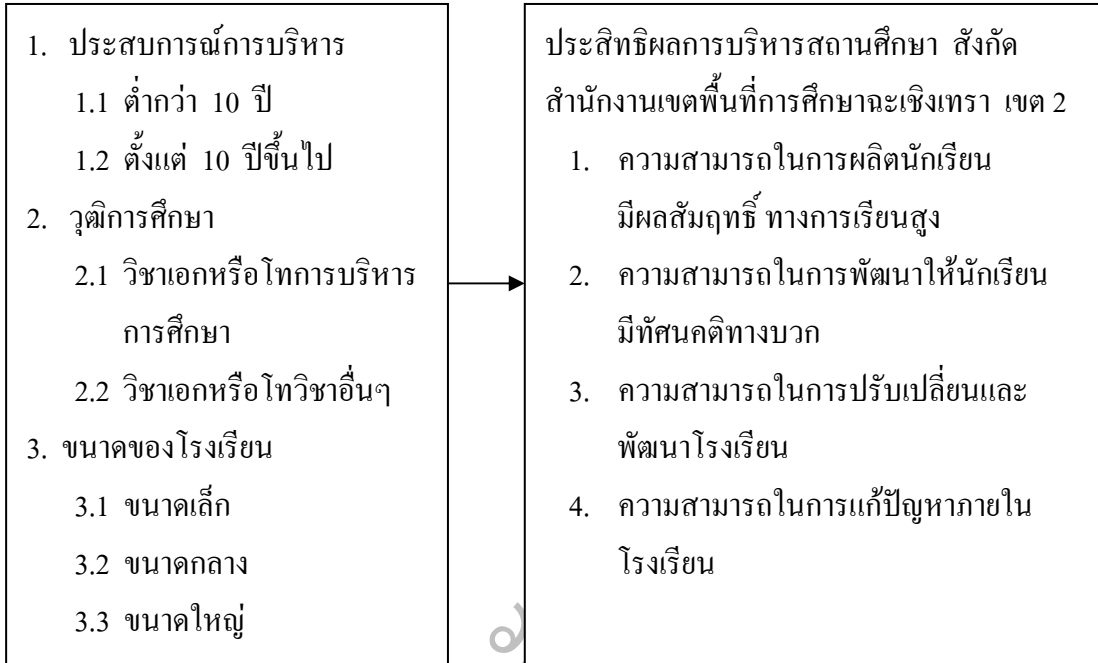 1. ประสบการณ์การบริหาร
1.1 ต่ำกว่า 10 ปี
1.2 ตั้งแต่ 10 ปีขึ้นไป
2. วุฒิการศึกษา
2.1 วิชาเอกหรือโทการบริหาร
การศึกษา
2.2 วิชาเอกหรือโทวิชาอื่นๆ
3. ขนาดของโรงเรียน
3.1 ขนาดเล็ก
3.2 ขนาดกลาง
3.3 ขนาดใหญ่
ประสิทธิผลการบริหารสถานศึกษา สังกัด
สำนักงานเขตพื้นที่การศึกษาฉะเชิงเทรา เขต 2
1. ความสามารถในการผลิตนักเรียน
มีผลสัมฤทธิ์ ทางการเรียนสูง
2. ความสามารถในการพัฒนาให้นักเรียน
มีทัศนคติทางบวก
3. ความสามารถในการปรับเปลี่ยนและ
พัฒนาโรงเรียน
4. ความสามารถในการแก้ปัญหาภายใน
โรงเรียน